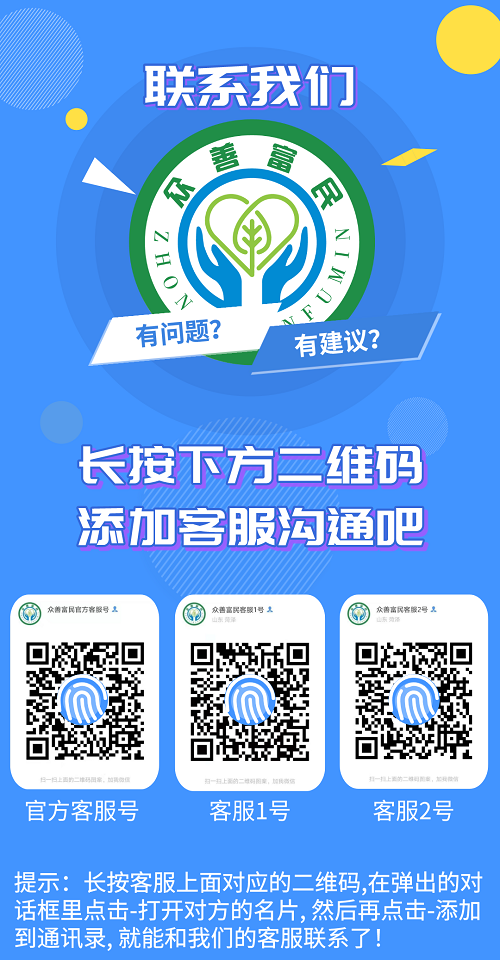 联系我们
众善富民
ZHON
NFUMIN
有问题?
有建议?
长按下方二维码
添加客服沟通吧
众善富民官方客服号
众善富民客服1号
山东 菏泽
众善富民客服2号
山东 菏泽
扫一扫上面的二维码图案，加我微信
扫一扫上面的二维码图案，加我微信
扫一扫上面的二维码图案，加我微信
官方客服号
客服1号
客服2号
提示：长按客服上面对应的二维码,在弹出的对
话框里点击-打开对方的名片, 然后再点击-添加
到通讯录, 就能和我们的客服联系了！